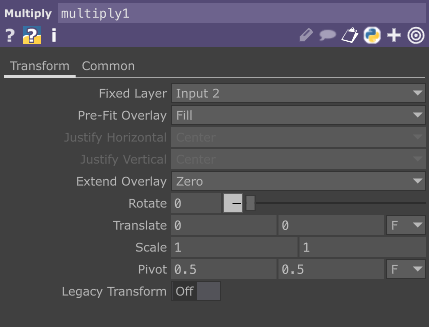 Multiply multiply1
? ? i
Transform Common
Fixed Layer Input 2
Pre-Fit Overlay Fill
Justify Horizontal Center
Justify Vertical Center
Extend Overlay Zero
Rotate 0
Translate 0 0 F
Scale 1 1
Pivot 0.5 0.5 F
Legacy Transform Off